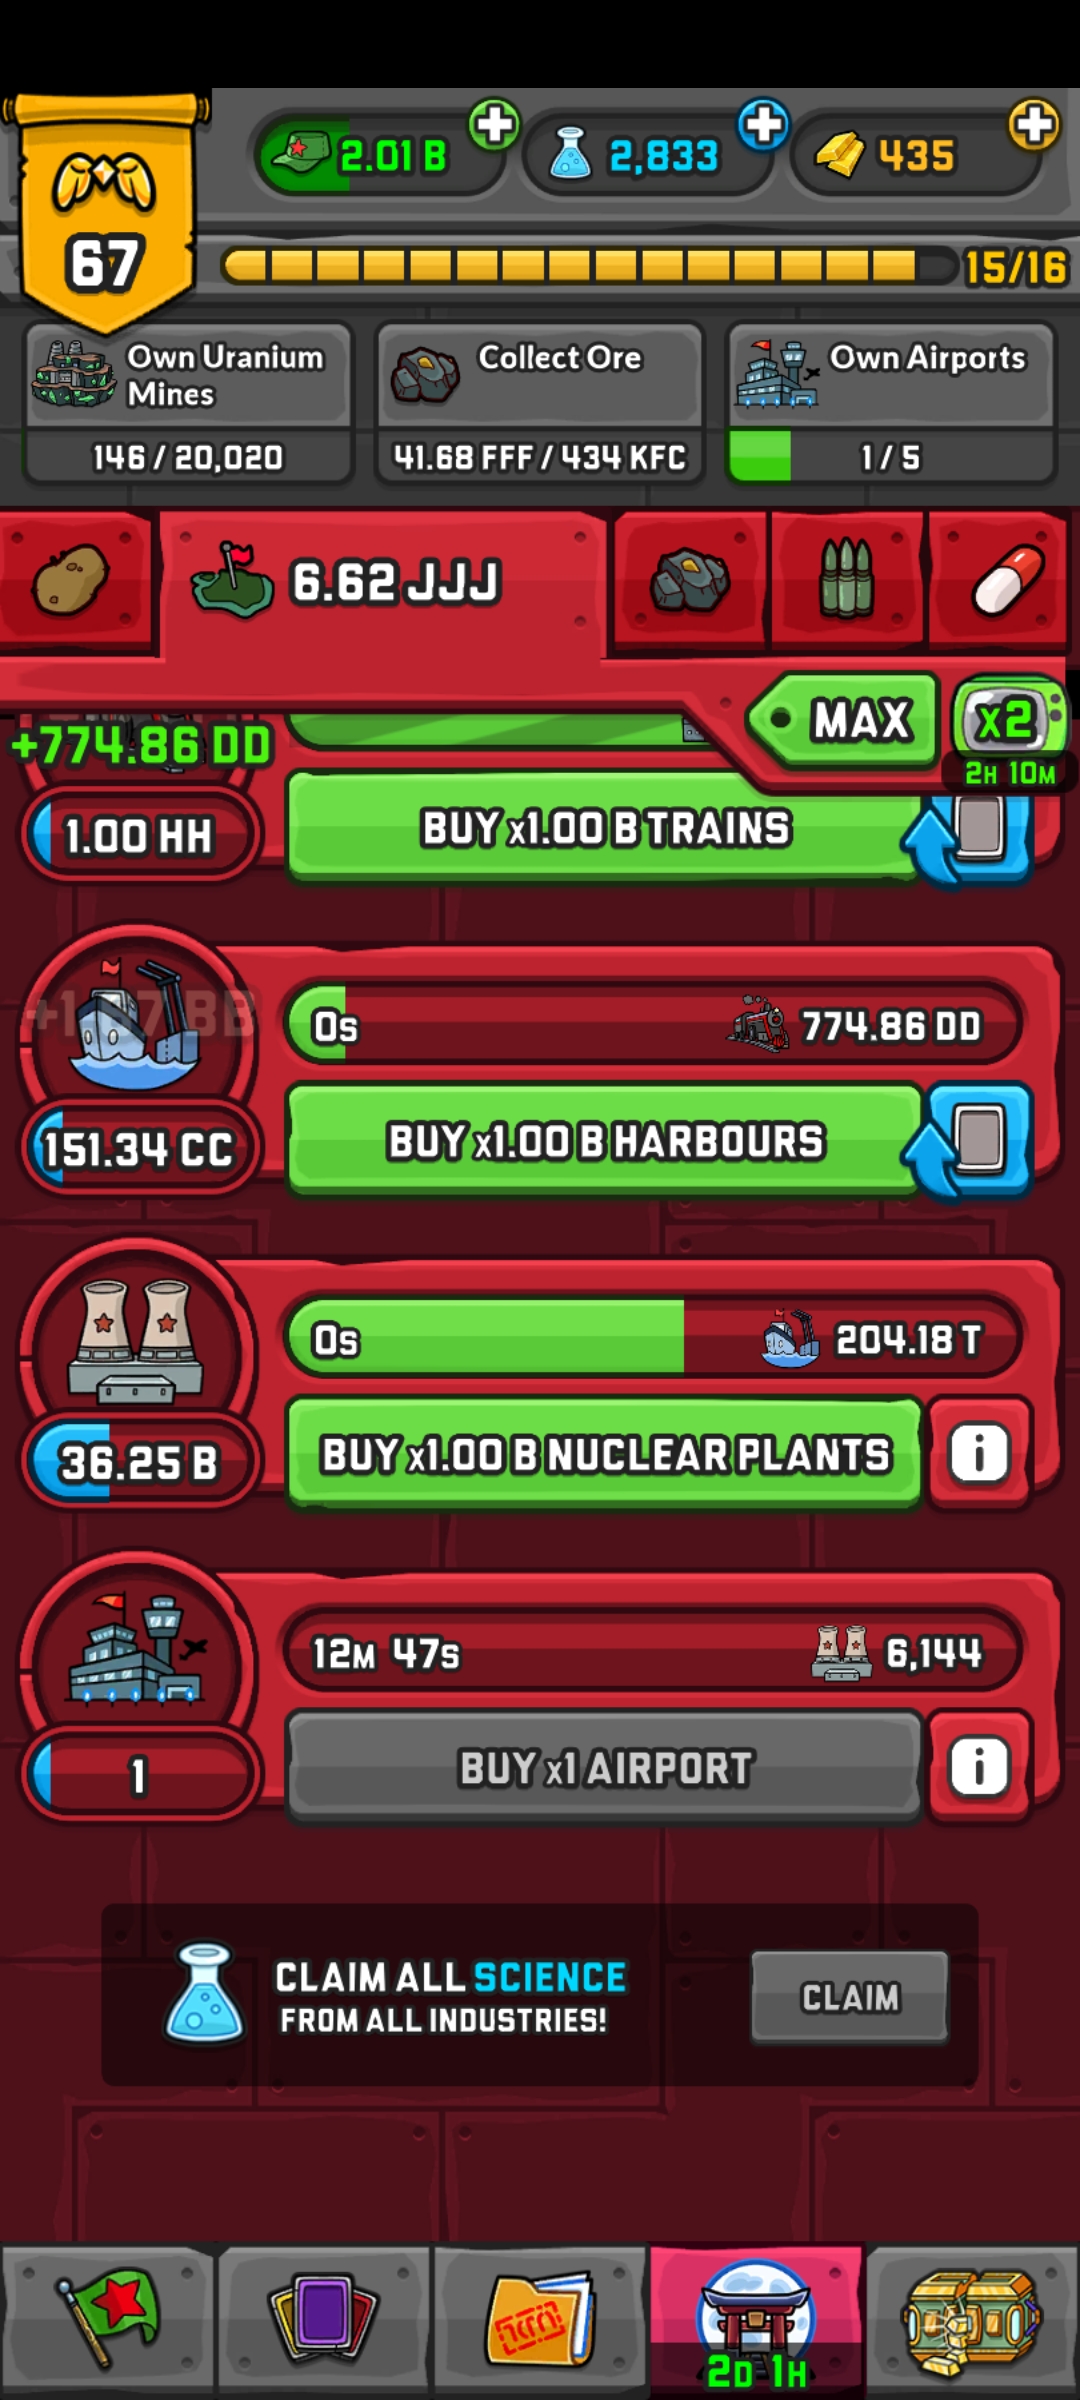 2.01 B
2,833
435
67
15/16
Own Uranium
Mines
146 / 20,020
Collect Ore
41.68 FFF / 434 KFC
Own Airports
1 / 5
6.62 JJJ
MAX
x2
2H 10M
+774.86 DD
1.00 HH
BUY x1.00 B TRAINS
0s
774.86 DD
151.34 CC
BUY x1.00 B HARBOURS
0s
204.18 T
36.25 B
BUY x1.00 B NUCLEAR PLANTS
i
12M 47s
6,144
1
BUY x1 AIRPORT
i
CLAIM ALL SCIENCE
FROM ALL INDUSTRIES!
CLAIM
2D 1H